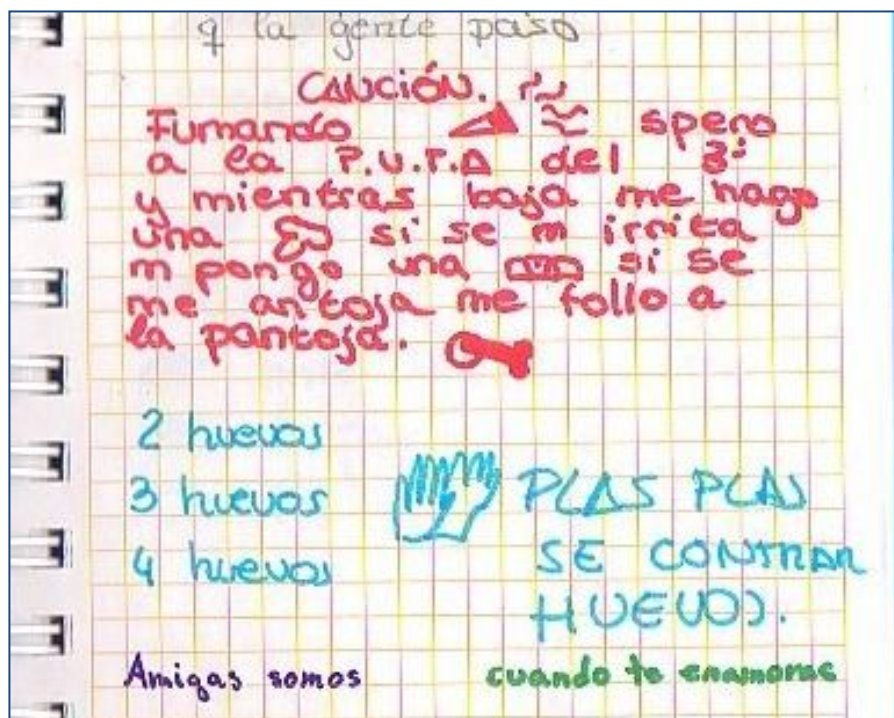 q la gente paso
CANCIÓN.
Fumando spero
a la P.U.T.A del 3º
y mientras baja me hago
una si se m irrita
m pongo una si se
me antoja me follo a
la pantoja.
2 huevos
3 huevos
4 huevos
PLAS PLAS
SE CONTRAR
HUEVOS.
Amigas somos
cuando te enamores